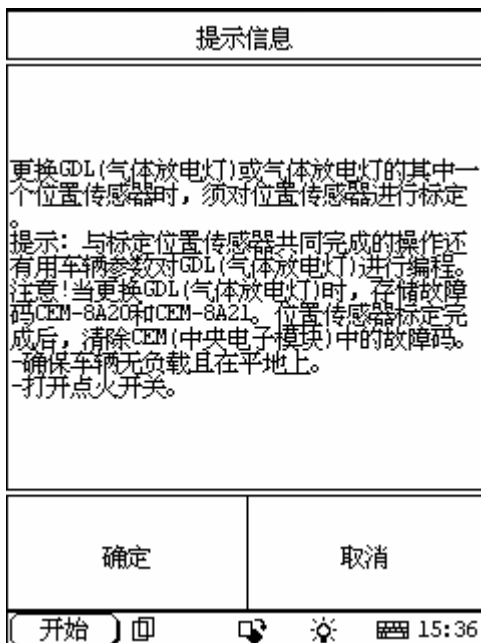 提示信息
更换GDL(气体放电灯)或气体放电灯的其中一
个位置传感器时，须对位置传感器进行标定
。
提示：与标定位置传感器共同完成的操作还
有用车辆参数对GDL(气体放电灯)进行编程。
注意!当更换GDL(气体放电灯)时，存储故障
码CEM-8A20和CEM-8A21。位置传感器标定完
成后，清除CEM(中央电子模块)中的故障码。
-确保车辆无负载且在平地上。
-打开点火开关。
确定
取消
开始
15:36